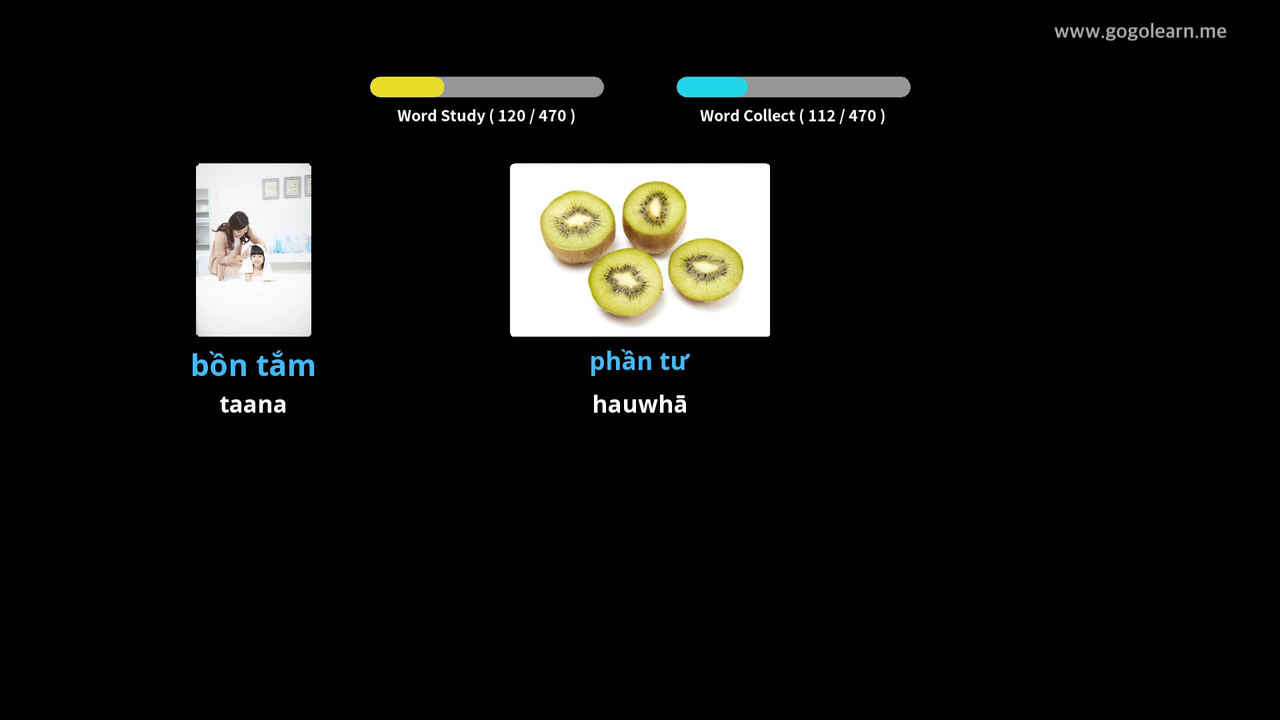 www.gogolearn.me
Word Study ( 120 / 470 )
Word Collect ( 112 / 470 )
bồn tắm
taana
phần tư
hauwhā